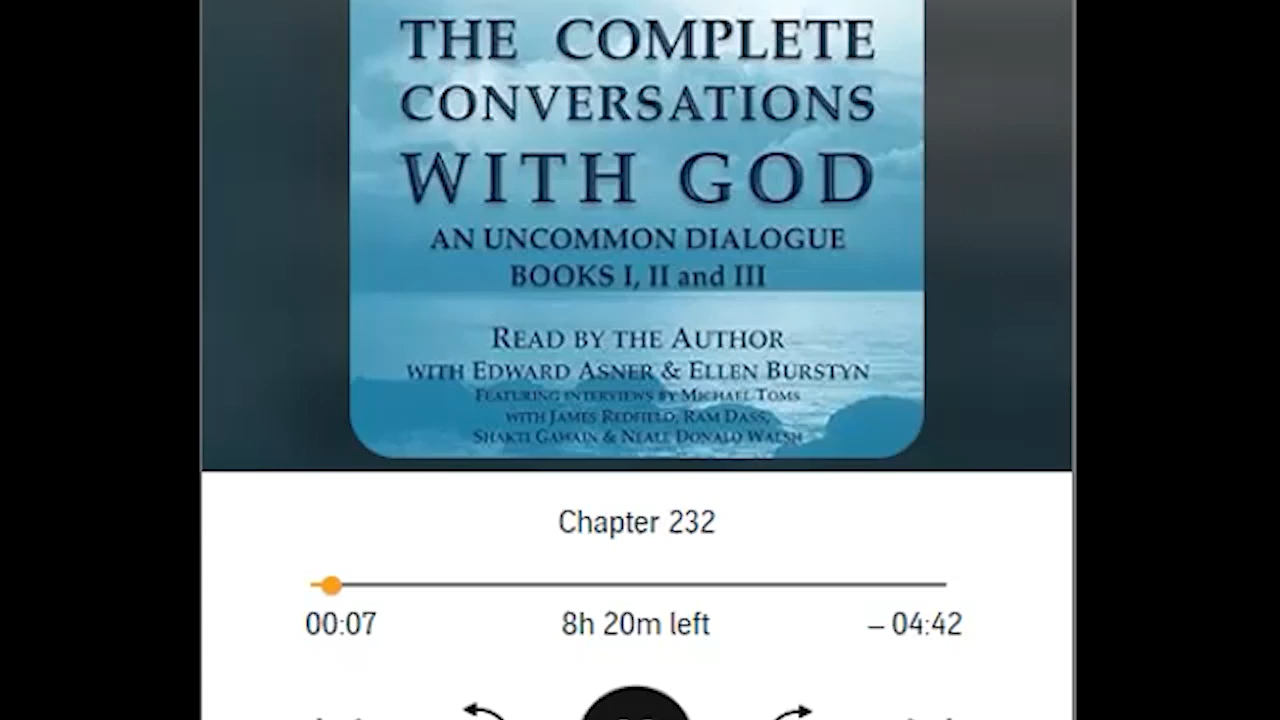 THE COMPLETE
CONVERSATIONS
WITH GOD
AN UNCOMMON DIALOGUE
BOOKS I, II and III
READ BY THE AUTHOR
WITH EDWARD ASNER & ELLEN BURSTYN
FEATURING INTERVIEWS BY MICHAEL TOMS
WITH JAMES REDFIELD, RAM DASS,
SHAKTI GAWAIN & NEALE DONALD WALSH
Chapter 232
00:07 8h 20m left – 04:42